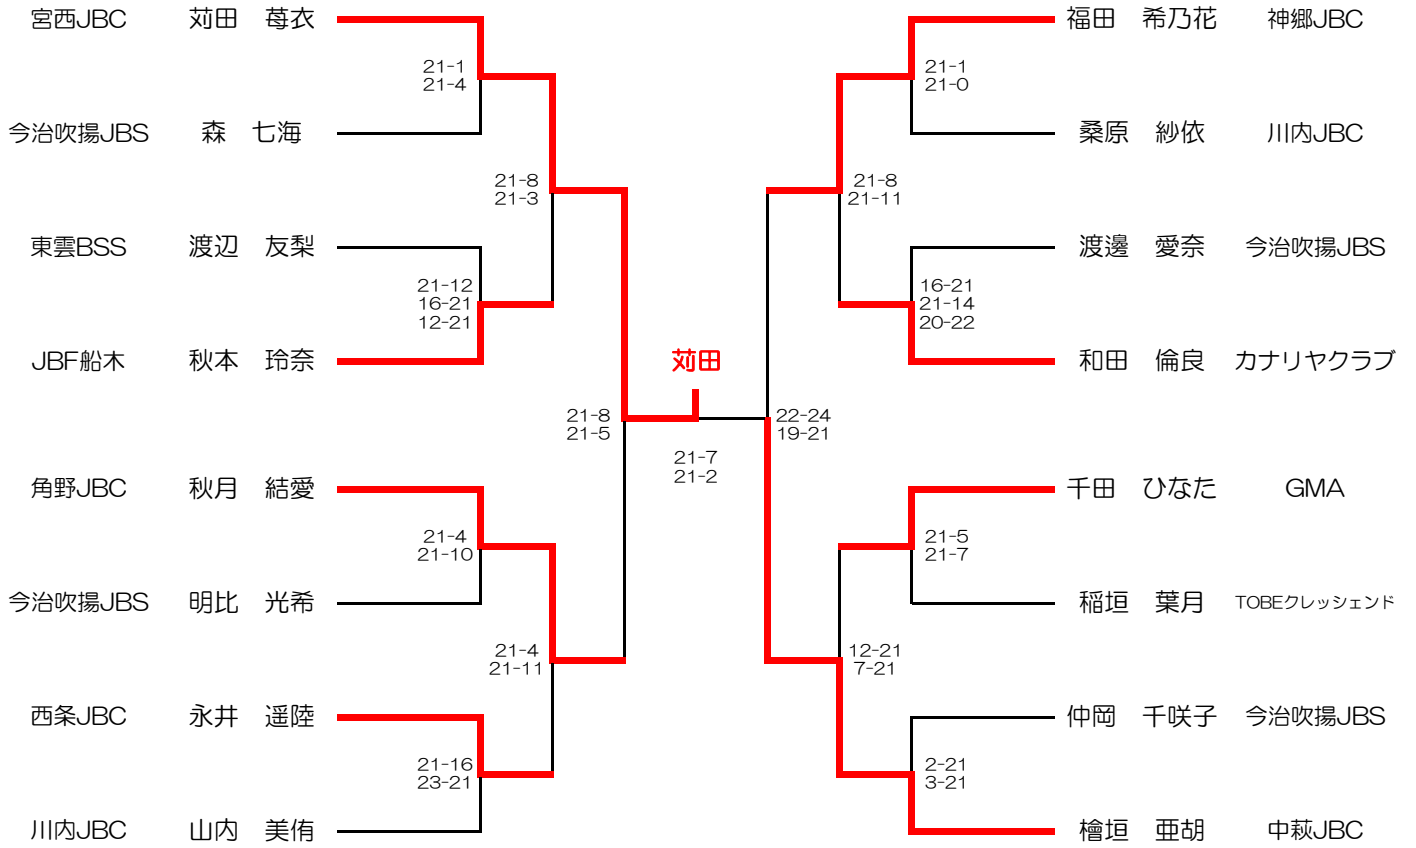 宮西JBC 苅田 苺衣
21-1
21-4
今治吹揚JBS 森 七海
21-8
21-3
東雲BSS 渡辺 友梨
21-12
16-21
12-21
JBF船木 秋本 玲奈
21-8
21-5
角野JBC 秋月 結愛
21-4
21-10
今治吹揚JBS 明比 光希
21-4
21-11
西条JBC 永井 遥陸
21-16
23-21
川内JBC 山内 美侑
苅田
21-7
21-2
福田 希乃花 神郷JBC
21-1
21-0
桑原 紗依 川内JBC
21-8
21-11
渡邊 愛奈 今治吹揚JBS
16-21
21-14
20-22
和田 倫良 カナリヤクラブ
22-24
19-21
千田 ひなた GMA
21-5
21-7
稲垣 葉月 TOBEクレッシェンド
12-21
7-21
仲岡 千咲子 今治吹揚JBS
2-21
3-21
檜垣 亜胡 中萩JBC